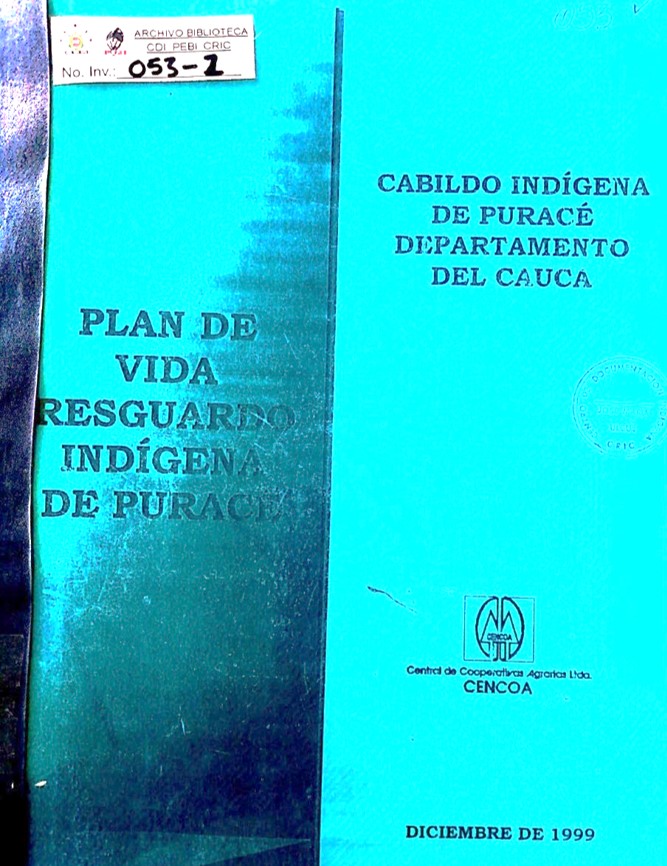 ARCHIVO BIBLIOTECA
CDI PEBI CRIC
No. Inv.: 053-2
PLAN DE
VIDA
RESGUARDO
INDÍGENA
DE PURACÉ
CABILDO INDÍGENA
DE PURACÉ
DEPARTAMENTO
DEL CAUCA
CRIC
CENCOA
Central de Cooperativas Agrarias Ltda.
CENCOA
DICIEMBRE DE 1999